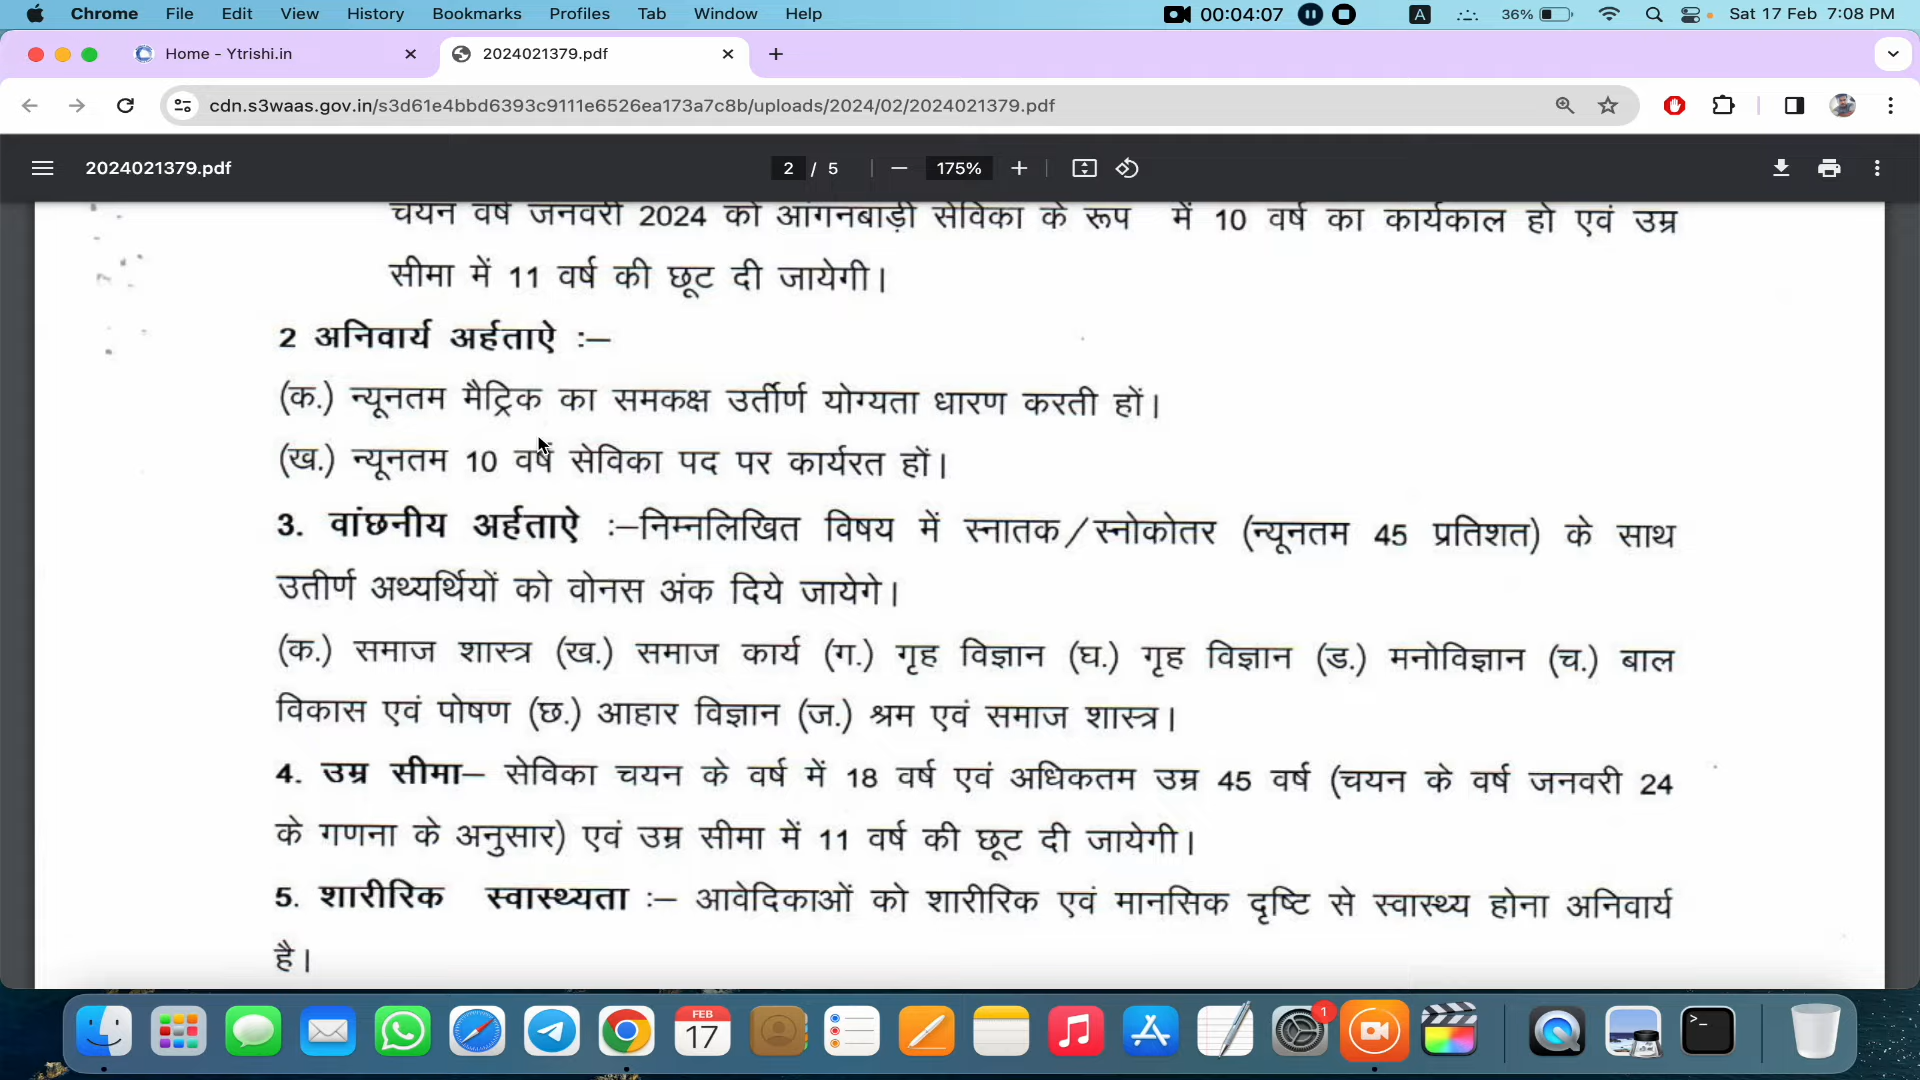 Chrome File Edit View History Bookmarks Profiles Tab Window Help 00:04:07 A 36% Sat 17 Feb 7:08 PM
Home - Ytrishi.in 2024021379.pdf
cdn.s3waas.gov.in/s3d61e4bbd6393c9111e6526ea173a7c8b/uploads/2024/02/2024021379.pdf
2024021379.pdf 2 / 5 175%
चयन वर्ष जनवरी 2024 को आंगनबाड़ी सेविका के रूप में 10 वर्ष का कार्यकाल हो एवं उम्र
सीमा में 11 वर्ष की छूट दी जायेगी।
2 अनिवार्य अर्हताऐ :–
(क.) न्यूनतम मैट्रिक का समकक्ष उर्तीर्ण योग्यता धारण करती हों।
(ख.) न्यूनतम 10 वर्ष सेविका पद पर कार्यरत हों।
3. वांछनीय अर्हताऐ :–निम्नलिखित विषय में स्नातक/स्नोकोतर (न्यूनतम 45 प्रतिशत) के साथ
उतीर्ण अथ्यर्थियों को वोनस अंक दिये जायेगे।
(क.) समाज शास्त्र (ख.) समाज कार्य (ग.) गृह विज्ञान (घ.) गृह विज्ञान (ड.) मनोविज्ञान (च.) बाल
विकास एवं पोषण (छ.) आहार विज्ञान (ज.) श्रम एवं समाज शास्त्र।
4. उम्र सीमा– सेविका चयन के वर्ष में 18 वर्ष एवं अधिकतम उम्र 45 वर्ष (चयन के वर्ष जनवरी 24
के गणना के अनुसार) एवं उम्र सीमा में 11 वर्ष की छूट दी जायेगी।
5. शारीरिक स्वास्थ्यता :– आवेदिकाओं को शारीरिक एवं मानसिक दृष्टि से स्वास्थ्य होना अनिवार्य
है।
FEB
17
1
>_